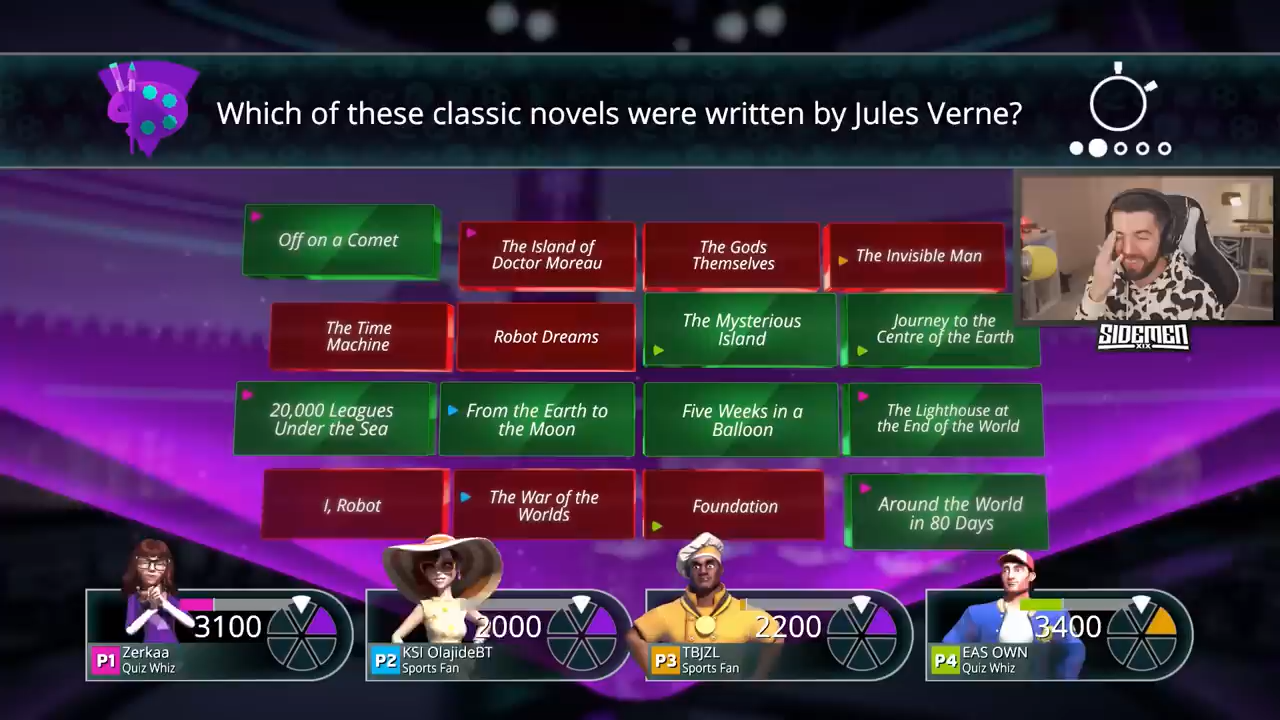 Which of these classic novels were written by Jules Verne?
Off on a Comet
The Island of
Doctor Moreau
The Gods
Themselves
The Invisible Man
The Time
Machine
Robot Dreams
The Mysterious
Island
Journey to the
Centre of the Earth
SIDEMEN
XIX
20,000 Leagues
Under the Sea
From the Earth to
the Moon
Five Weeks in a
Balloon
The Lighthouse at
the End of the World
I, Robot
The War of the
Worlds
Foundation
Around the World
in 80 Days
3100
P1 Zerkaa
Quiz Whiz
2000
P2 KSI OlajideBT
Sports Fan
2200
P3 TBJZL
Sports Fan
3400
P4 EAS OWN
Quiz Whiz